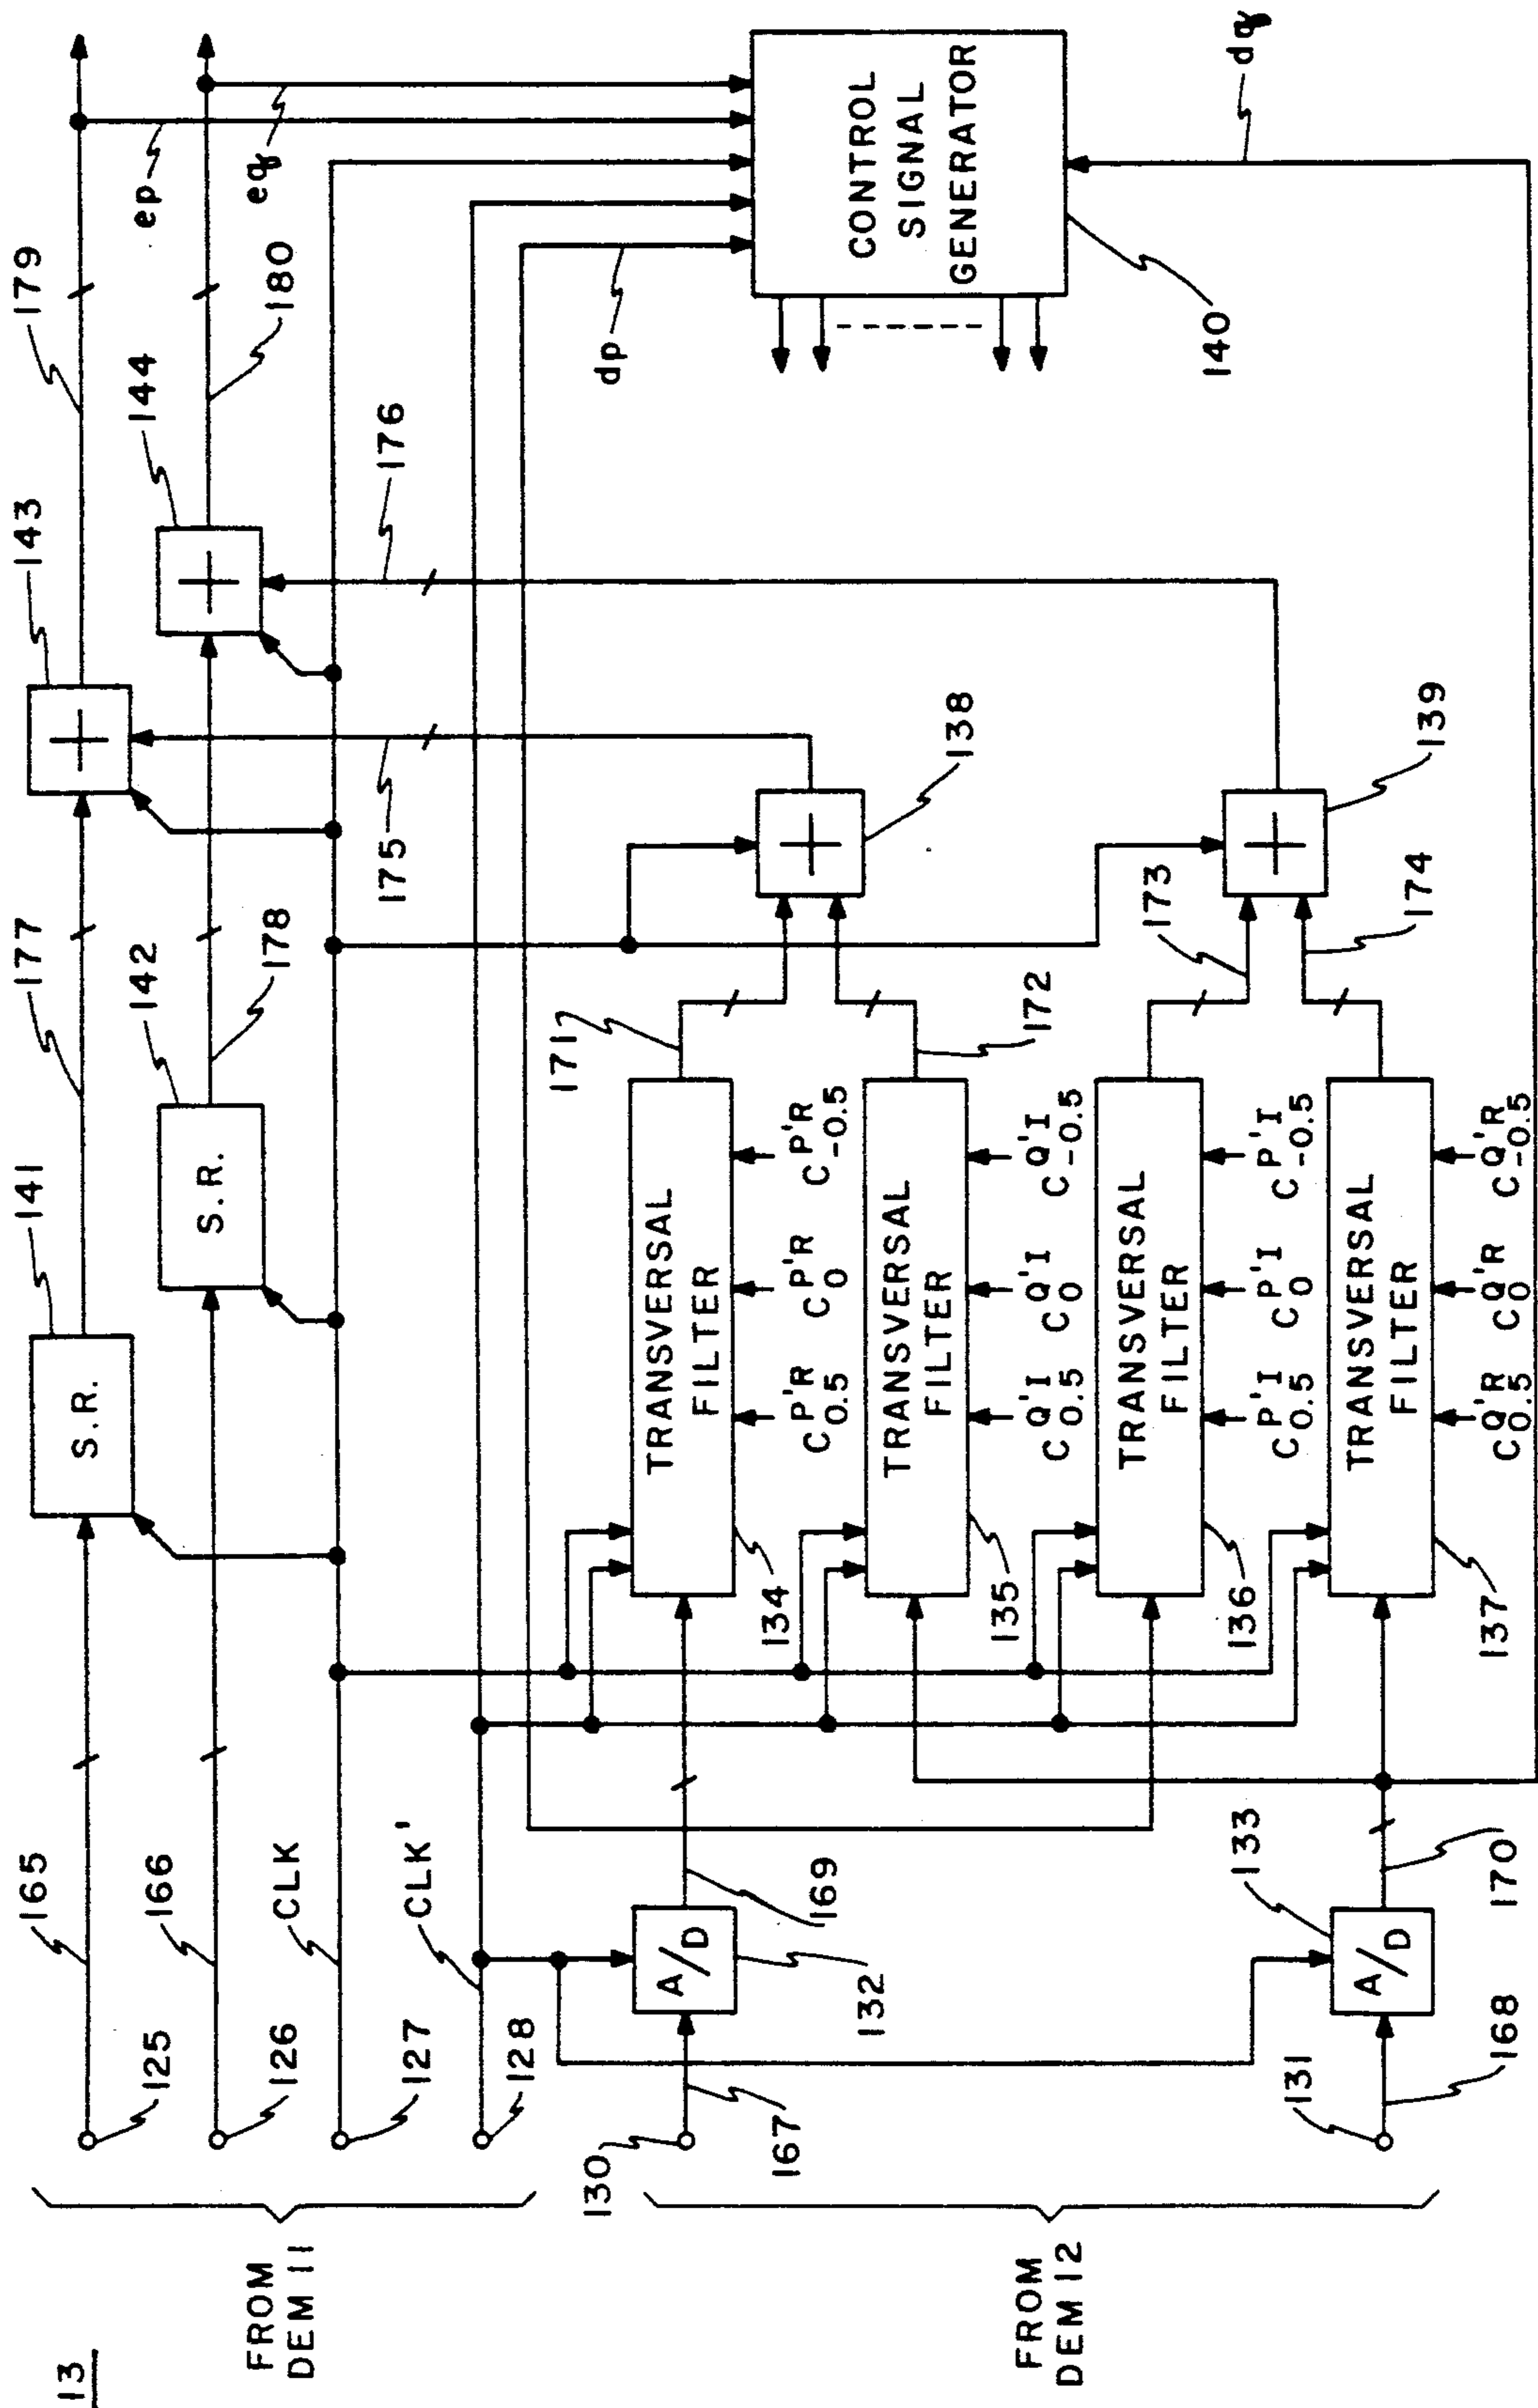 13
FROM
DEM 11
FROM
DEM 12
125
126
127
128
130
131
165
166
CLK
CLK'
167
168
A/D
132
A/D
133
169
170
S.R.
141
S.R.
142
177
178
TRANSVERSAL
FILTER
134
C P'R 0.5
C P'R 0
C P'R -0.5
TRANSVERSAL
FILTER
135
C Q'I 0.5
C Q'I 0
C Q'I -0.5
TRANSVERSAL
FILTER
136
C P'I 0.5
C P'I 0
C P'I -0.5
TRANSVERSAL
FILTER
137
C Q'R 0.5
C Q'R 0
C Q'R -0.5
171
172
173
174
+
138
+
139
175
176
+
143
+
144
179
180
ep
eq
dp
dq
CONTROL
SIGNAL
GENERATOR
140